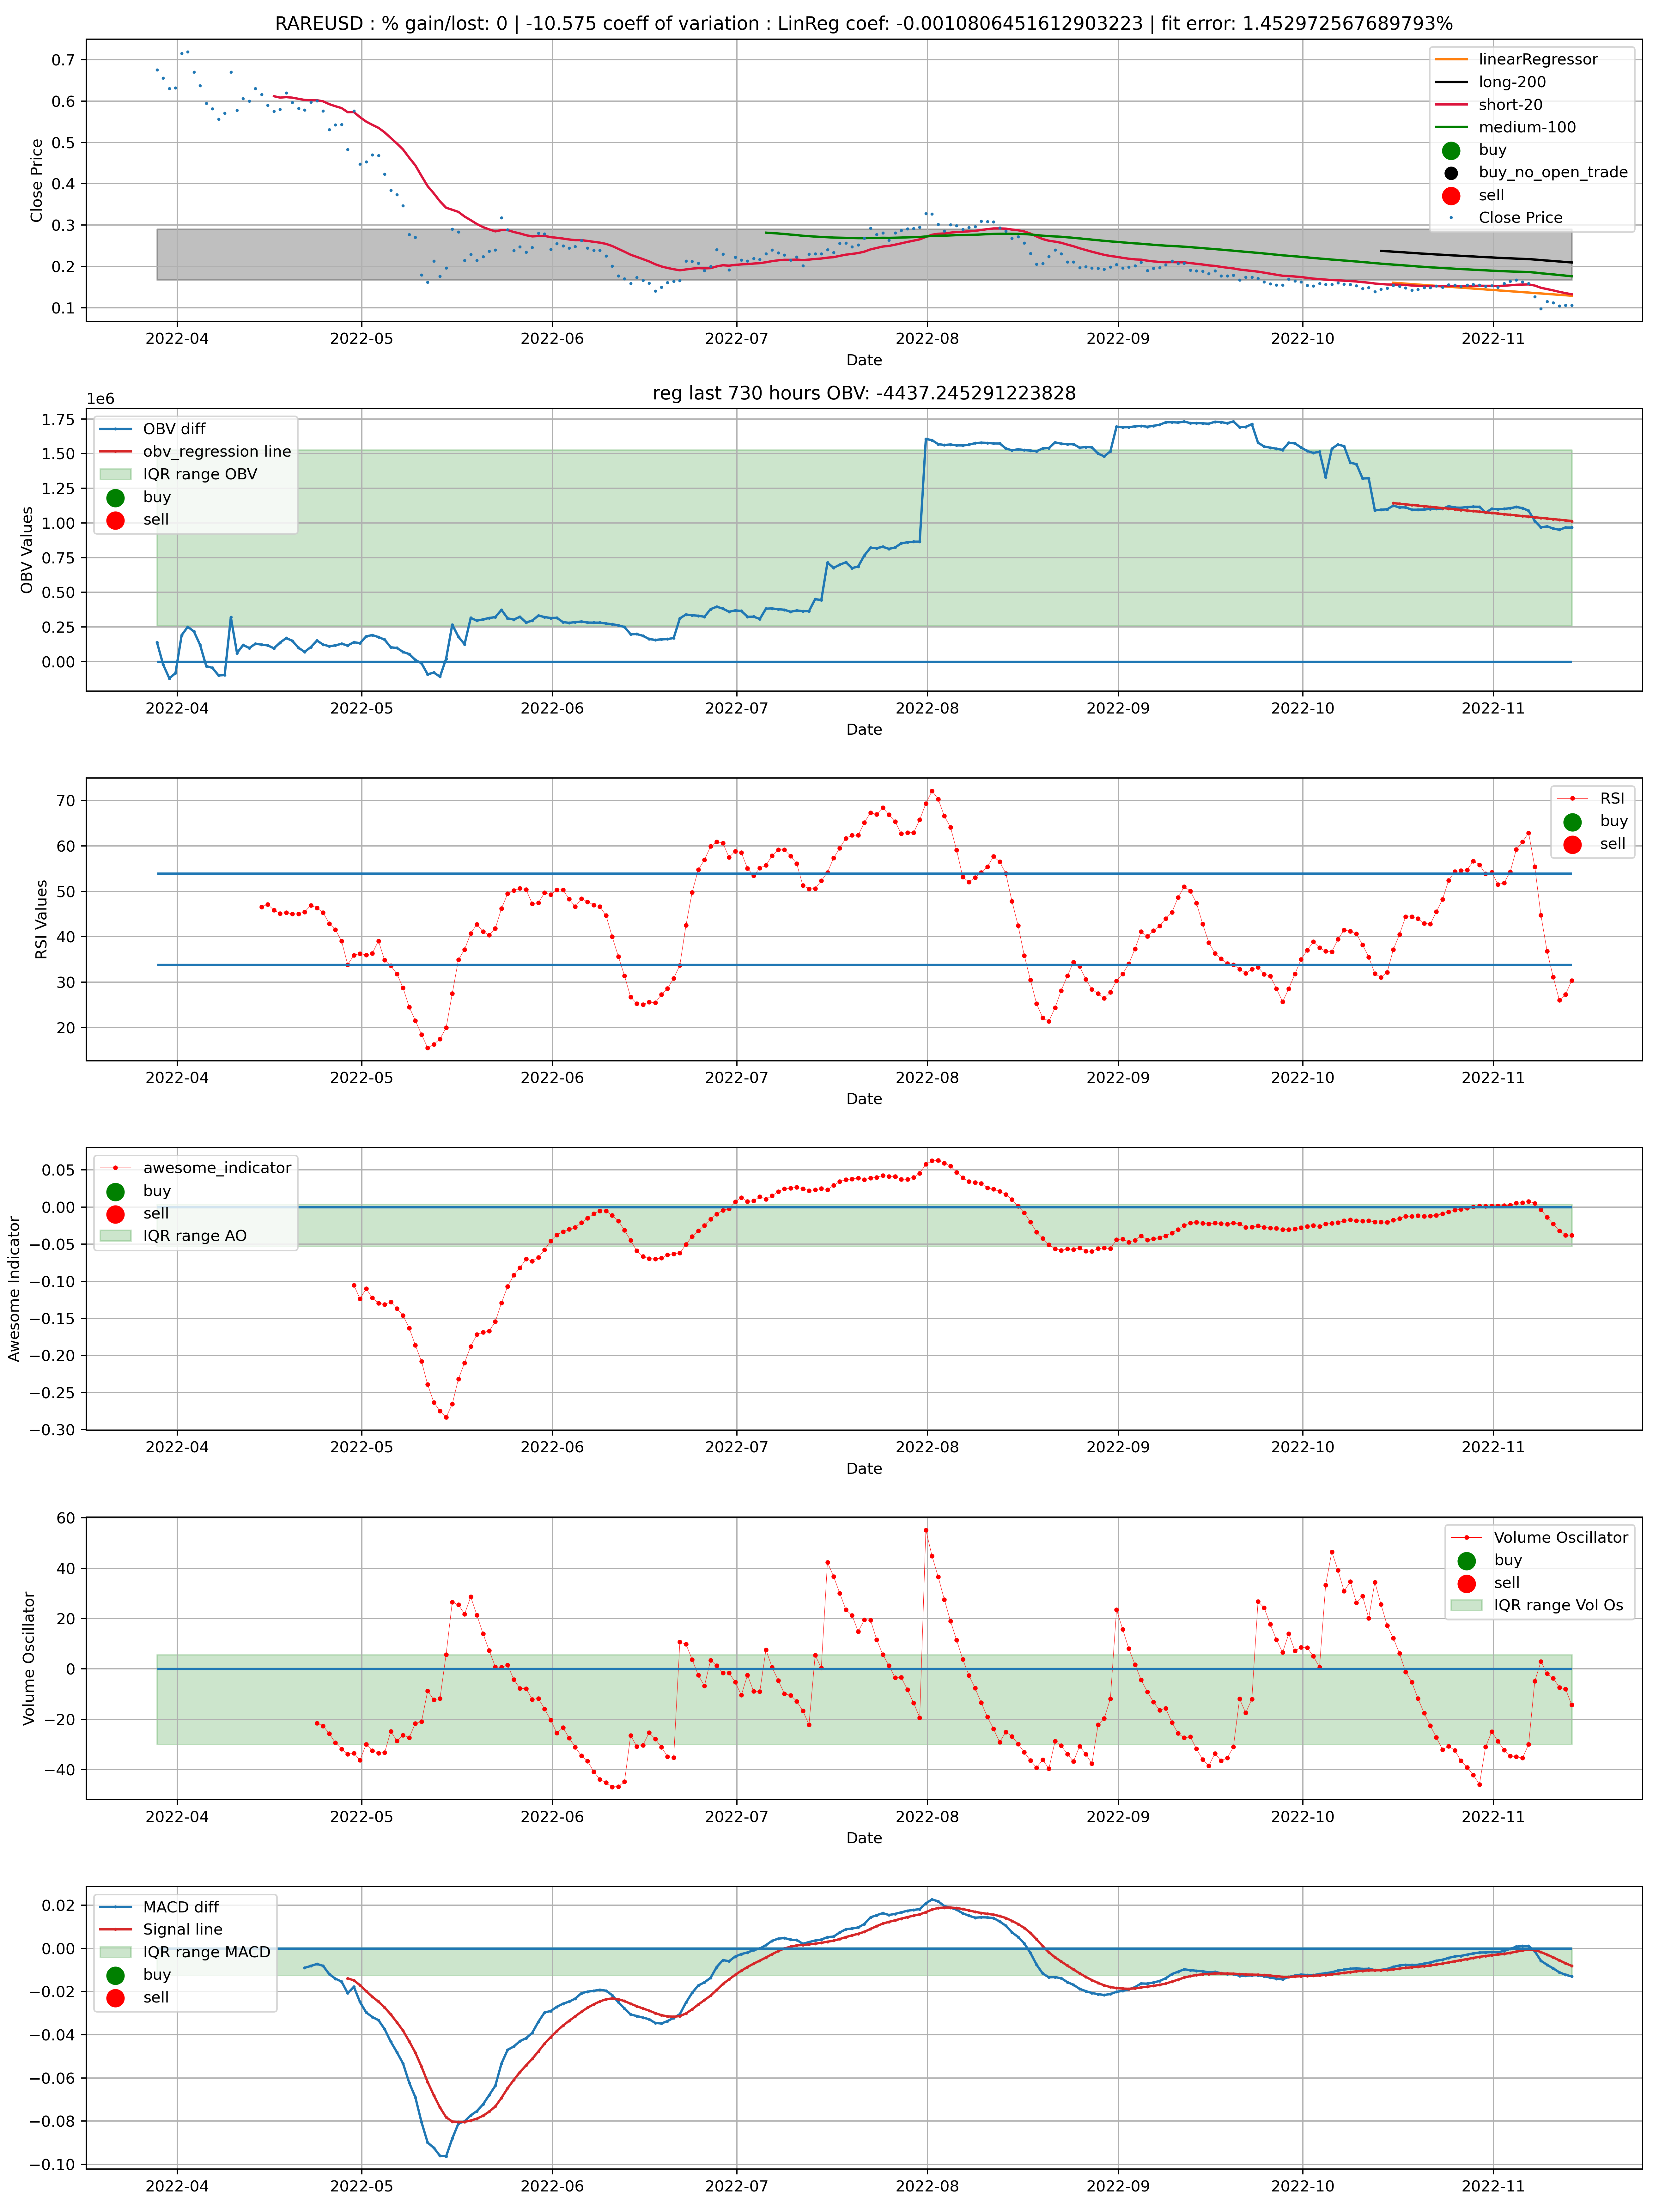 RAREUSD : % gain/lost: 0 | -10.575 coeff of variation : LinReg coef: -0.0010806451612903223 | fit error: 1.452972567689793%
0.7
0.6
0.5
0.4
0.3
0.2
0.1
Close Price
linearRegressor
long-200
short-20
medium-100
buy
buy_no_open_trade
sell
Close Price
2022-04 2022-05 2022-06 2022-07 2022-08 2022-09 2022-10 2022-11
Date
reg last 730 hours OBV: -4437.245291223828
1e6
1.75
1.50
1.25
1.00
0.75
0.50
0.25
0.00
OBV Values
OBV diff
obv_regression line
IQR range OBV
buy
sell
2022-04 2022-05 2022-06 2022-07 2022-08 2022-09 2022-10 2022-11
Date
70
60
50
40
30
20
RSI Values
RSI
buy
sell
2022-04 2022-05 2022-06 2022-07 2022-08 2022-09 2022-10 2022-11
Date
0.05
0.00
−0.05
−0.10
−0.15
−0.20
−0.25
−0.30
Awesome Indicator
awesome_indicator
buy
sell
IQR range AO
2022-04 2022-05 2022-06 2022-07 2022-08 2022-09 2022-10 2022-11
Date
60
40
20
0
−20
−40
Volume Oscillator
Volume Oscillator
buy
sell
IQR range Vol Os
2022-04 2022-05 2022-06 2022-07 2022-08 2022-09 2022-10 2022-11
Date
0.02
0.00
−0.02
−0.04
−0.06
−0.08
−0.10
MACD diff
Signal line
IQR range MACD
buy
sell
2022-04 2022-05 2022-06 2022-07 2022-08 2022-09 2022-10 2022-11